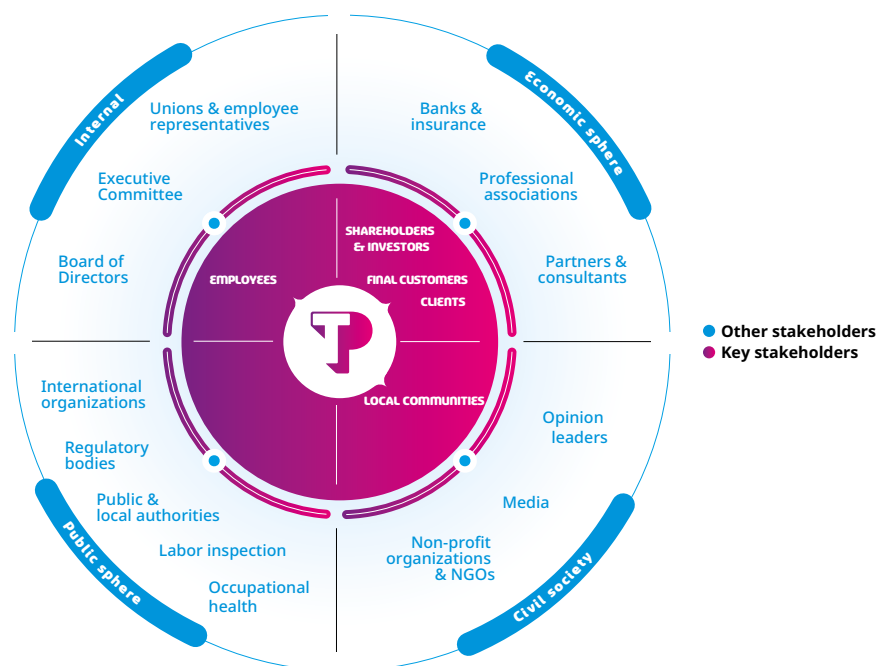 Internal
Unions & employee
representatives
Executive
Committee
Board of
Directors
Economic sphere
Banks &
insurance
Professional
associations
Partners &
consultants
EMPLOYEES
SHAREHOLDERS
& INVESTORS
FINAL CUSTOMERS
CLIENTS
TP
LOCAL COMMUNITIES
Other stakeholders
Key stakeholders
International
organizations
Regulatory
bodies
Public &
local authorities
Labor inspection
Occupational
health
Public sphere
Opinion
leaders
Media
Non-profit
organizations
& NGOs
Civil society